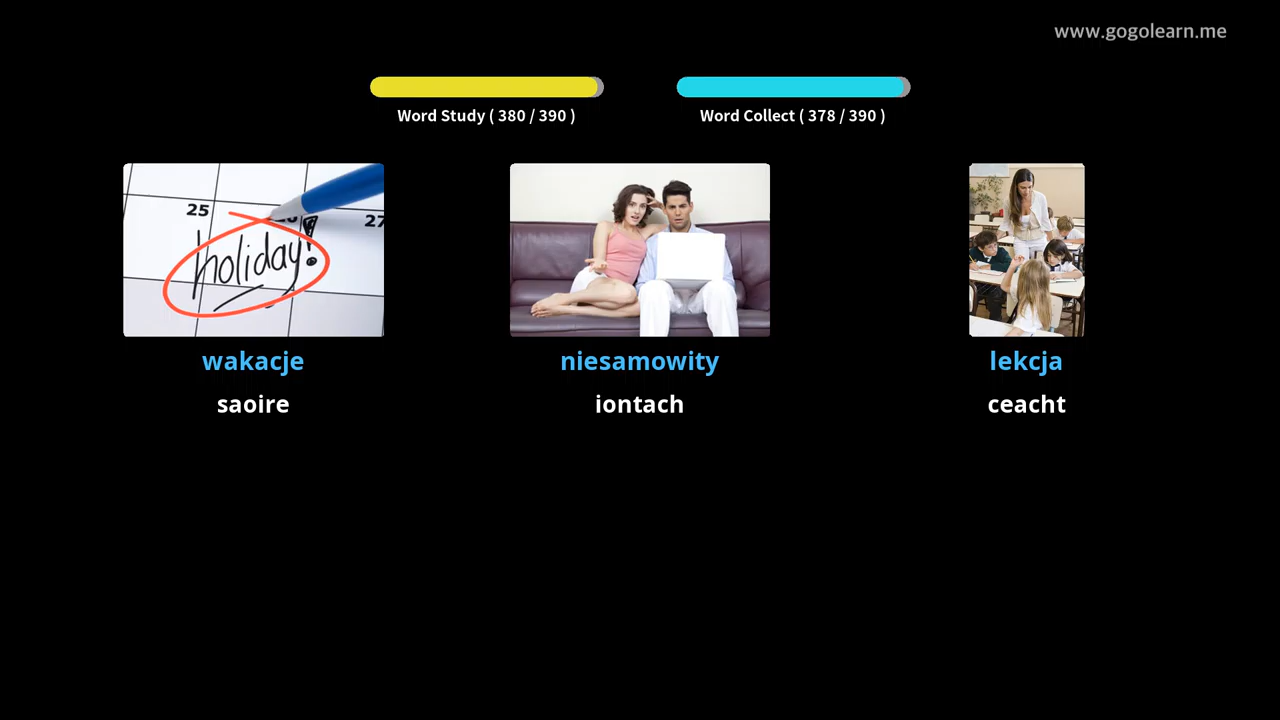 www.gogolearn.me
Word Study ( 380 / 390 )
Word Collect ( 378 / 390 )
25
27
holiday!
wakacje
niesamowity
lekcja
saoire
iontach
ceacht